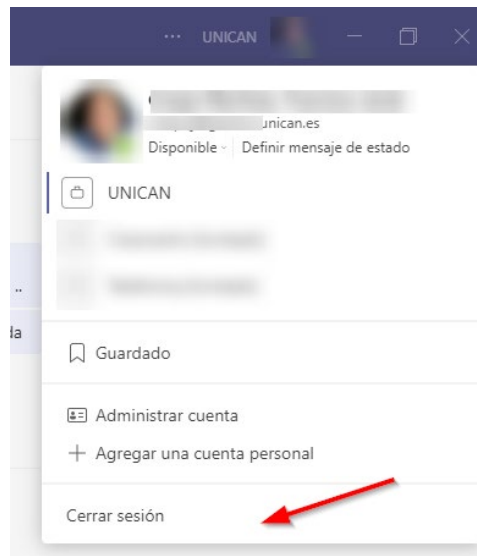 ··· UNICAN
unican.es
Disponible Definir mensaje de estado
UNICAN
..
da
Guardado
Administrar cuenta
Agregar una cuenta personal
Cerrar sesión